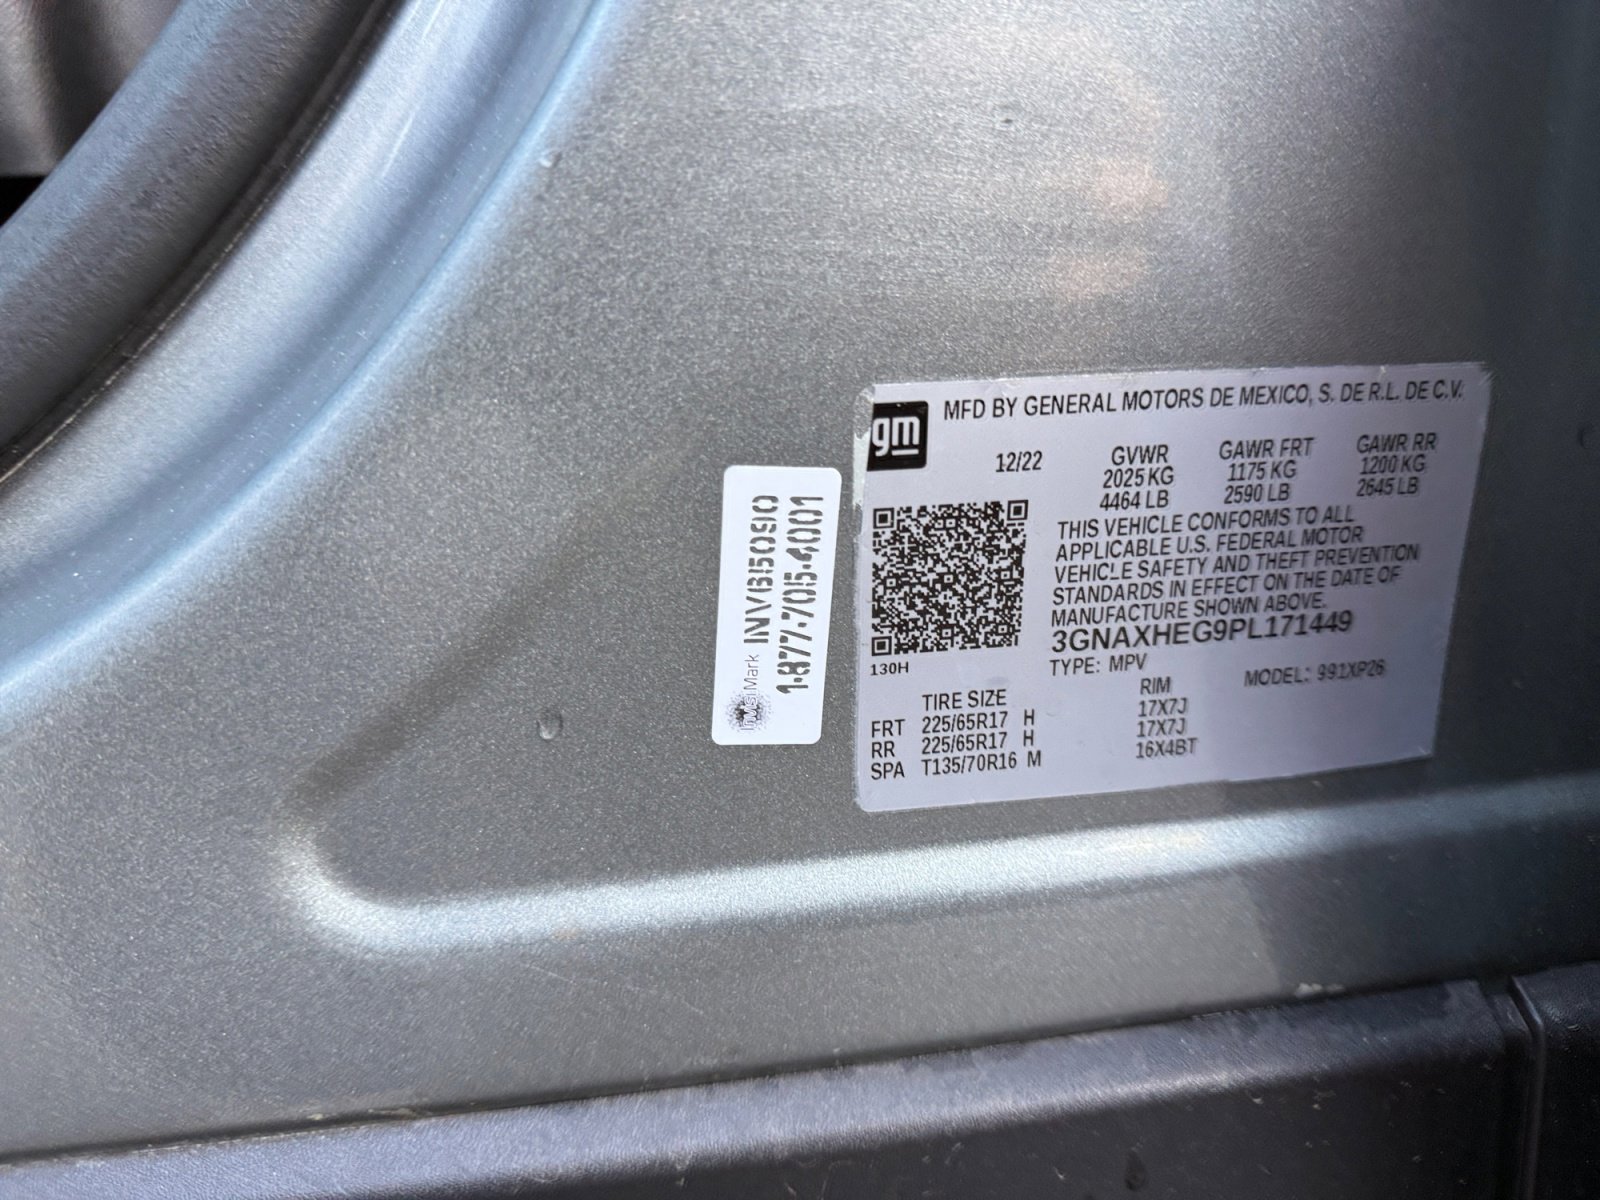 gm
MFD BY GENERAL MOTORS DE MEXICO, S. DE R.L. DE C.V.
12/22 GVWR GAWR FRT GAWR RR
2025 KG 1175 KG 1200 KG
4464 LB 2590 LB 2645 LB
THIS VEHICLE CONFORMS TO ALL
APPLICABLE U.S. FEDERAL MOTOR
VEHICLE SAFETY AND THEFT PREVENTION
STANDARDS IN EFFECT ON THE DATE OF
MANUFACTURE SHOWN ABOVE.
3GNAXHEG9PL171449
130H
TYPE: MPV MODEL: 991XP26
TIRE SIZE RIM
FRT 225/65R17 H 17X7J
RR 225/65R17 H 17X7J
SPA T135/70R16 M 16X4BT
InvisiMark
1-877-705-4001